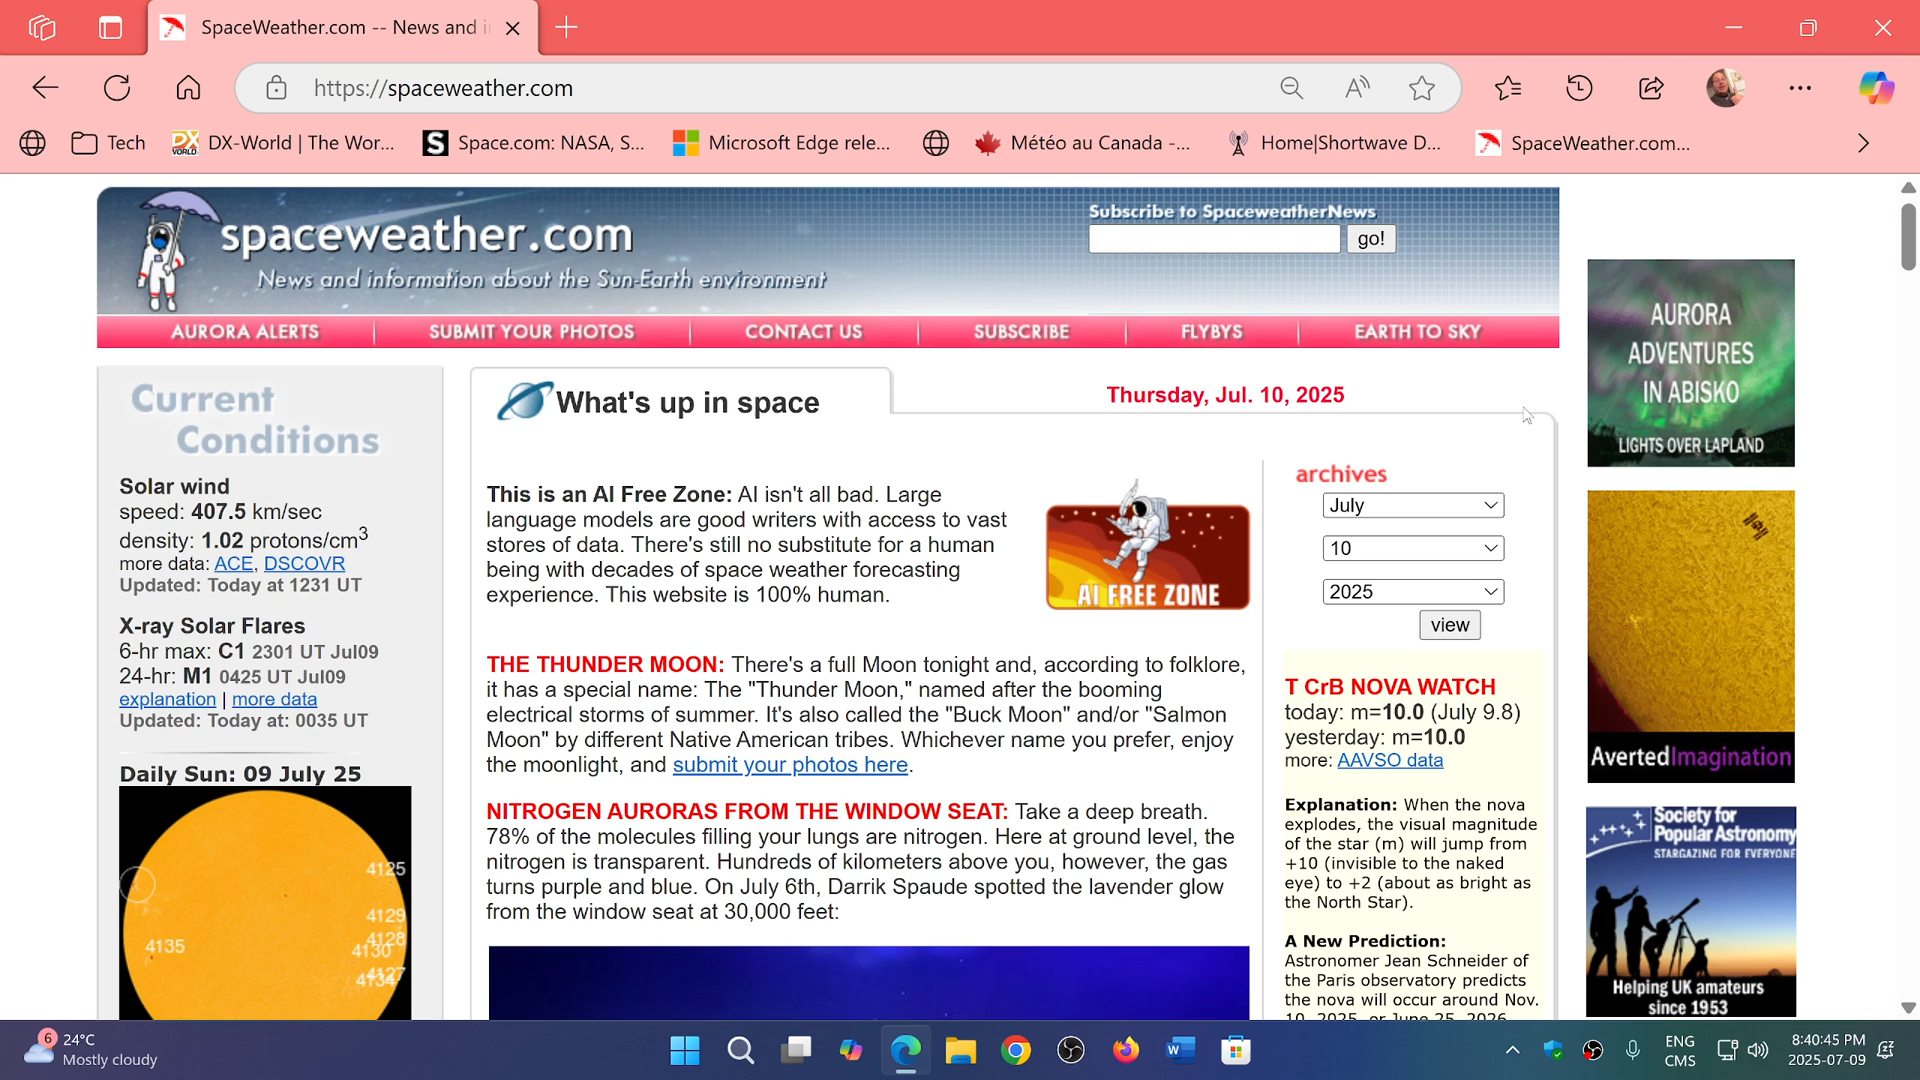 SpaceWeather.com -- News and i
https://spaceweather.com
Tech
DX-World | The Wor...
Space.com: NASA, S...
Microsoft Edge rele...
Météo au Canada -...
Home|Shortwave D...
SpaceWeather.com...
spaceweather.com
News and information about the Sun-Earth environment
Subscribe to SpaceweatherNews
go!
AURORA ALERTS
SUBMIT YOUR PHOTOS
CONTACT US
SUBSCRIBE
FLYBYS
EARTH TO SKY
Current
Conditions
Solar wind
speed: 407.5 km/sec
density: 1.02 protons/cm3
more data: ACE, DSCOVR
Updated: Today at 1231 UT
X-ray Solar Flares
6-hr max: C1 2301 UT Jul09
24-hr: M1 0425 UT Jul09
explanation | more data
Updated: Today at: 0035 UT
Daily Sun: 09 July 25
4125
4129
4128
4130
4127
4134
4135
What's up in space
Thursday, Jul. 10, 2025
This is an AI Free Zone: AI isn't all bad. Large
language models are good writers with access to vast
stores of data. There's still no substitute for a human
being with decades of space weather forecasting
experience. This website is 100% human.
AI FREE ZONE
THE THUNDER MOON: There's a full Moon tonight and, according to folklore,
it has a special name: The "Thunder Moon," named after the booming
electrical storms of summer. It's also called the "Buck Moon" and/or "Salmon
Moon" by different Native American tribes. Whichever name you prefer, enjoy
the moonlight, and submit your photos here.
NITROGEN AURORAS FROM THE WINDOW SEAT: Take a deep breath.
78% of the molecules filling your lungs are nitrogen. Here at ground level, the
nitrogen is transparent. Hundreds of kilometers above you, however, the gas
turns purple and blue. On July 6th, Darrik Spaude spotted the lavender glow
from the window seat at 30,000 feet:
archives
July
10
2025
view
T CrB NOVA WATCH
today: m=10.0 (July 9.8)
yesterday: m=10.0
more: AAVSO data
Explanation: When the nova
explodes, the visual magnitude
of the star (m) will jump from
+10 (invisible to the naked
eye) to +2 (about as bright as
the North Star).
A New Prediction:
Astronomer Jean Schneider of
the Paris observatory predicts
the nova will occur around Nov.
10, 2025, or June 25, 2026
AURORA
ADVENTURES
IN ABISKO
LIGHTS OVER LAPLAND
AvertedImagination
Society for
Popular Astronomy
STARGAZING FOR EVERYONE
Helping UK amateurs
since 1953
6
24°C
Mostly cloudy
ENG
CMS
8:40:45 PM
2025-07-09